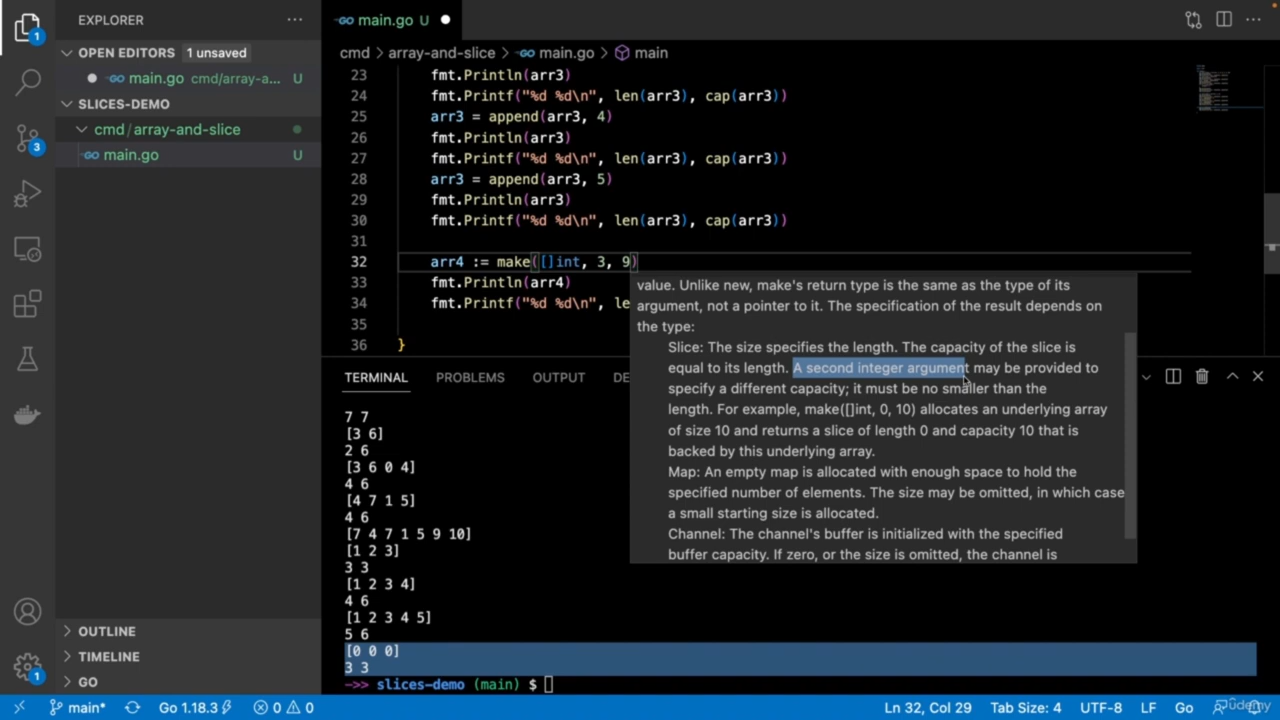 EXPLORER
OPEN EDITORS 1 unsaved
main.go cmd/array-a... U
SLICES-DEMO
cmd/array-and-slice
main.go U
OUTLINE
TIMELINE
GO
1
3
1
main.go U
cmd > array-and-slice > main.go > main
23 fmt.Println(arr3)
24 fmt.Printf("%d %d\n", len(arr3), cap(arr3))
25 arr3 = append(arr3, 4)
26 fmt.Println(arr3)
27 fmt.Printf("%d %d\n", len(arr3), cap(arr3))
28 arr3 = append(arr3, 5)
29 fmt.Println(arr3)
30 fmt.Printf("%d %d\n", len(arr3), cap(arr3))
31
32 arr4 := make([]int, 3, 9)
33 fmt.Println(arr4)
34 fmt.Printf("%d %d\n", le
35
36 }
value. Unlike new, make's return type is the same as the type of its
argument, not a pointer to it. The specification of the result depends on
the type:
Slice: The size specifies the length. The capacity of the slice is
equal to its length. A second integer argument may be provided to
specify a different capacity; it must be no smaller than the
length. For example, make([]int, 0, 10) allocates an underlying array
of size 10 and returns a slice of length 0 and capacity 10 that is
backed by this underlying array.
Map: An empty map is allocated with enough space to hold the
specified number of elements. The size may be omitted, in which case
a small starting size is allocated.
Channel: The channel's buffer is initialized with the specified
buffer capacity. If zero, or the size is omitted, the channel is
TERMINAL PROBLEMS OUTPUT DE
7 7
[3 6]
2 6
[3 6 0 4]
4 6
[4 7 1 5]
4 6
[7 4 7 1 5 9 10]
[1 2 3]
3 3
[1 2 3 4]
4 6
[1 2 3 4 5]
5 6
[0 0 0]
3 3
->> slices-demo (main) $
main* Go 1.18.3 0 0 Ln 32, Col 29 Tab Size: 4 UTF-8 LF Go
Udemy